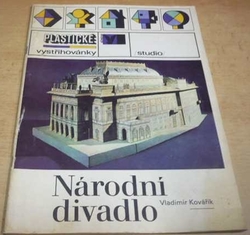 PLASTICKÉ
vystřihovánky
studio
Národní
divadlo
Vladimír Kovářík